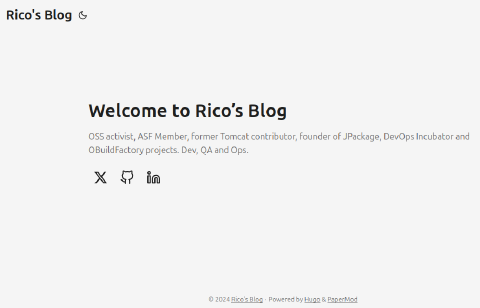 Rico's Blog
Welcome to Rico’s Blog
OSS activist, ASF Member, former Tomcat contributor, founder of JPackage, DevOps Incubator and
OBuildFactory projects. Dev, QA and Ops.
© 2024 Rico's Blog · Powered by Hugo & PaperMod